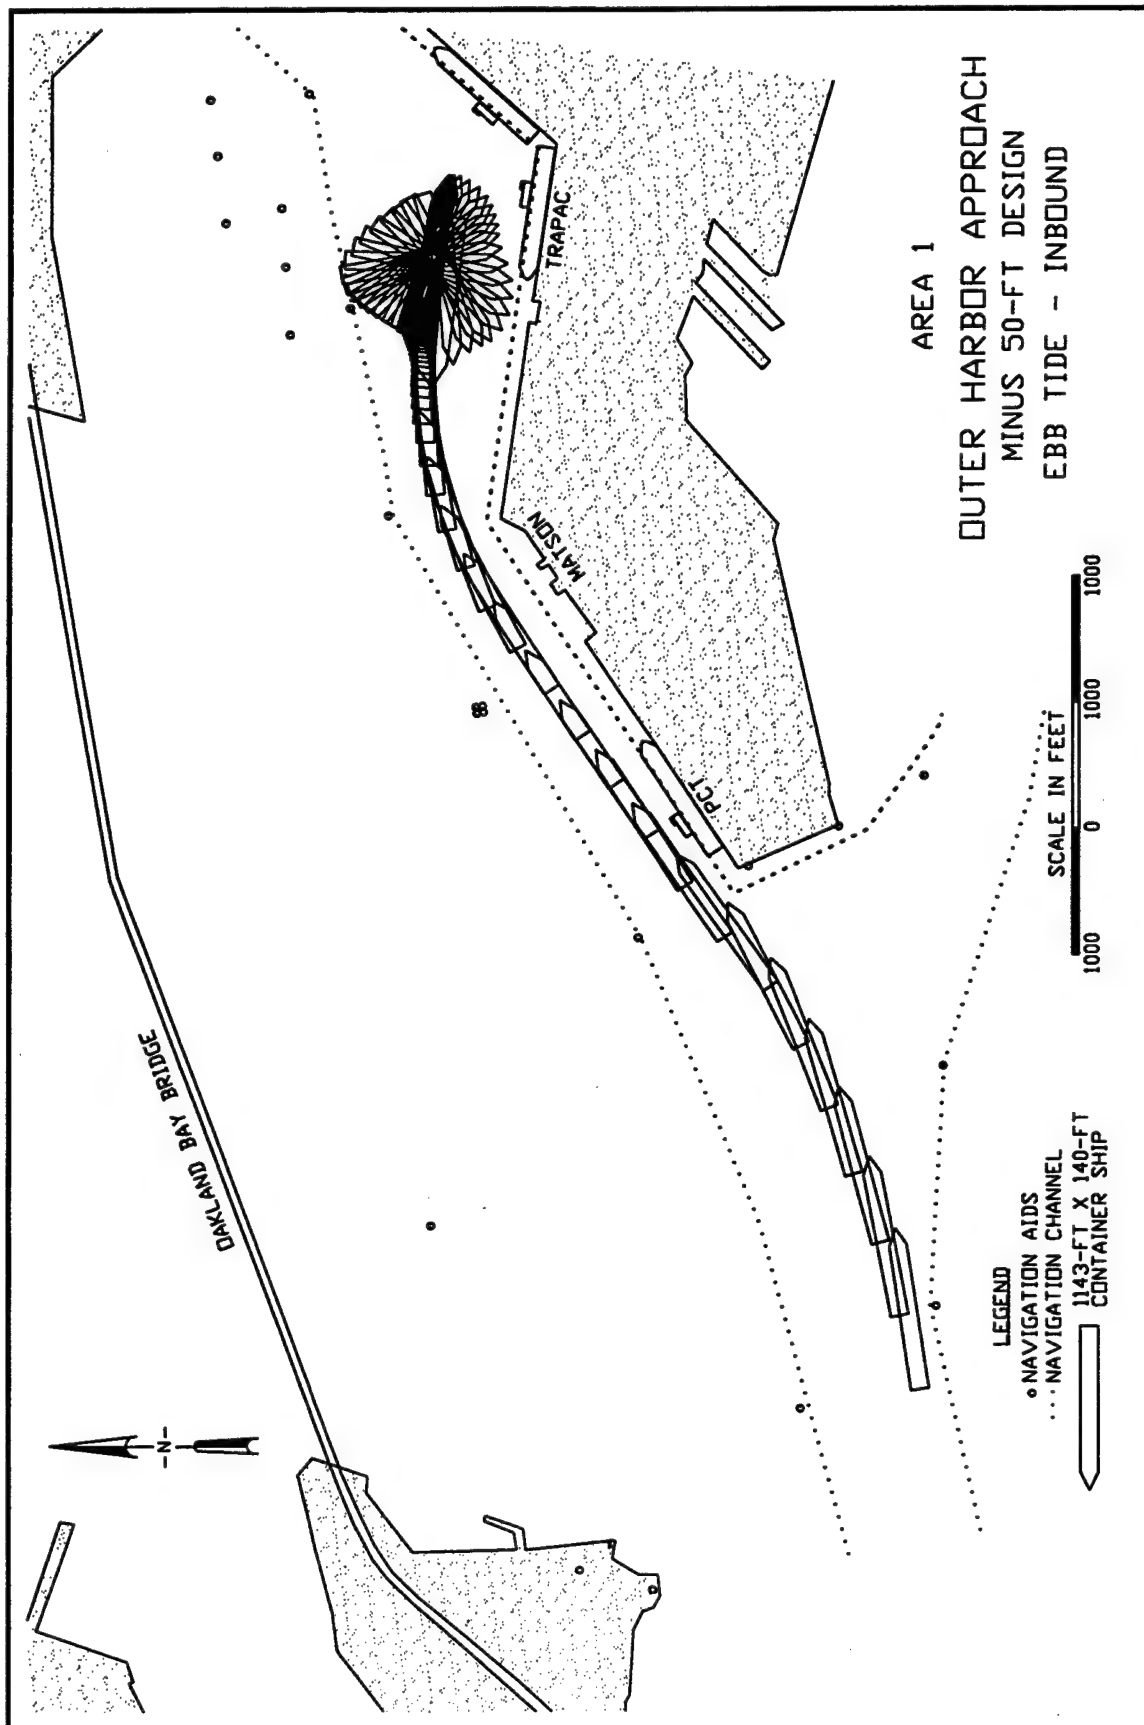 OAKLAND BAY BRIDGE
-N-
TRAPAC
MATSON
PCT
AREA 1
OUTER HARBOR APPROACH
MINUS 50-FT DESIGN
EBB TIDE - INBOUND
SCALE IN FEET
1000 0 1000 1000
LEGEND
NAVIGATION AIDS
NAVIGATION CHANNEL
1143-FT X 140-FT
CONTAINER SHIP